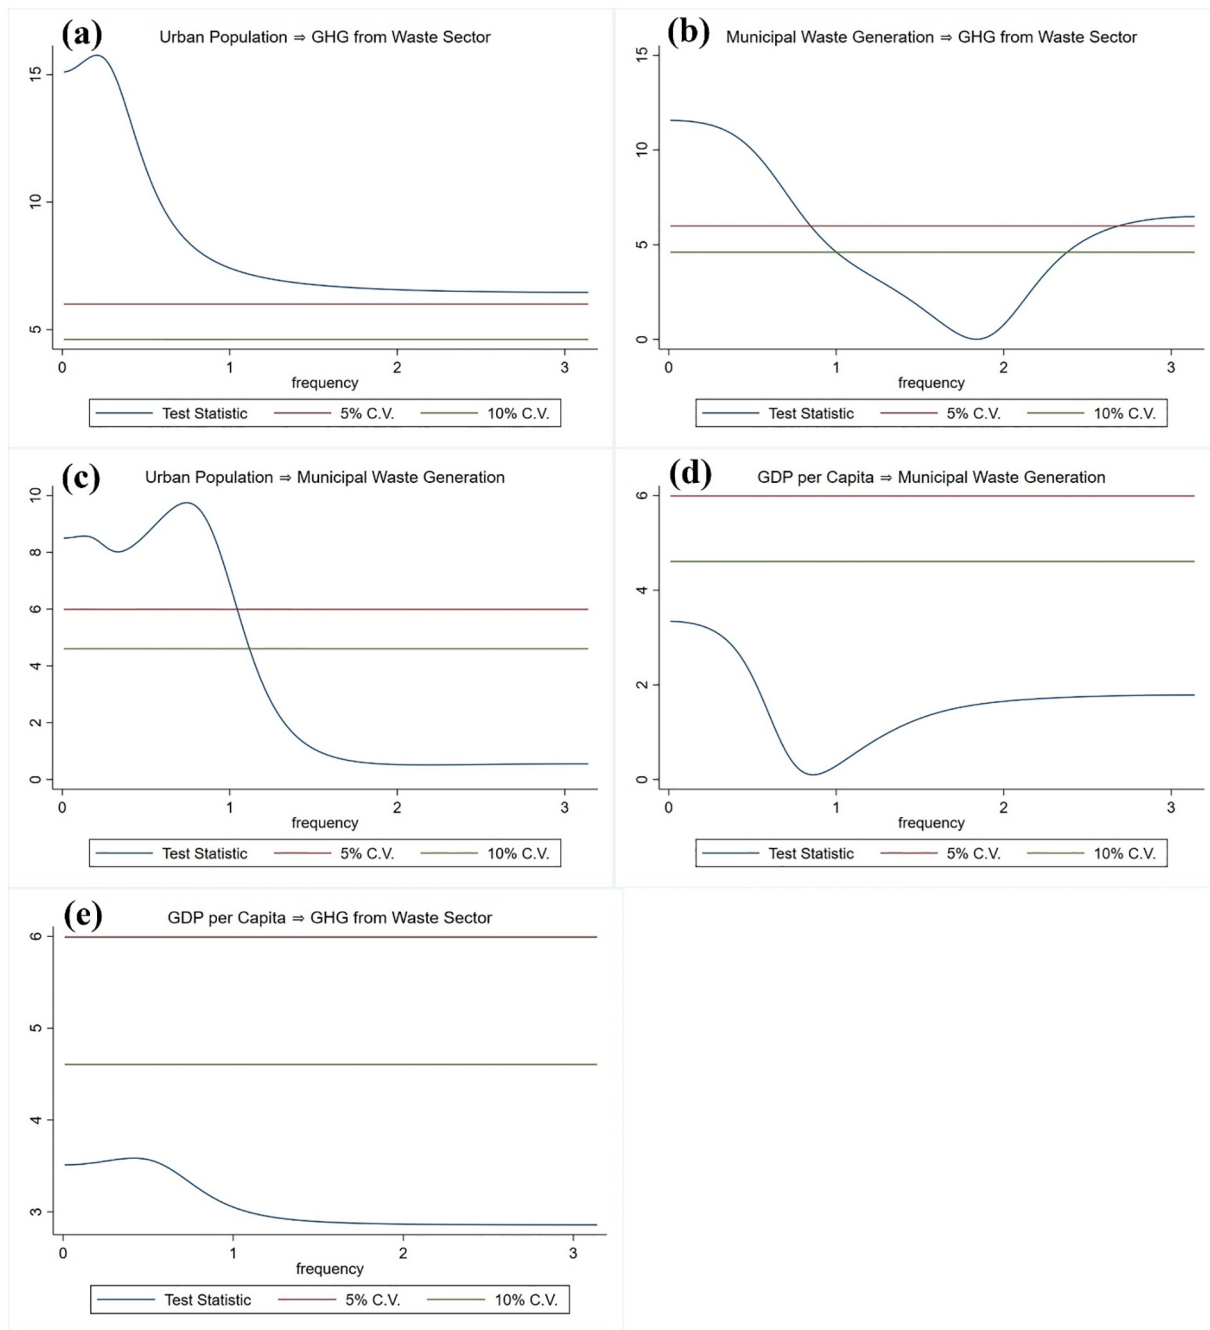 (a) Urban Population ⇒ GHG from Waste Sector
15
10
5
0 1 2 3
frequency
Test Statistic 5% C.V. 10% C.V.
(b) Municipal Waste Generation ⇒ GHG from Waste Sector
15
10
5
0
0 1 2 3
frequency
Test Statistic 5% C.V. 10% C.V.
(c) Urban Population ⇒ Municipal Waste Generation
10
8
6
4
2
0
0 1 2 3
frequency
Test Statistic 5% C.V. 10% C.V.
(d) GDP per Capita ⇒ Municipal Waste Generation
6
4
2
0
0 1 2 3
frequency
Test Statistic 5% C.V. 10% C.V.
(e) GDP per Capita ⇒ GHG from Waste Sector
6
5
4
3
0 1 2 3
frequency
Test Statistic 5% C.V. 10% C.V.